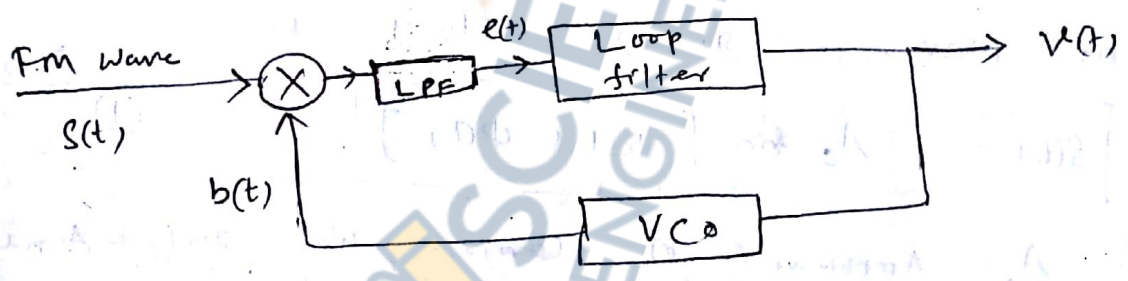 FM wave
S(t)
X
LPF
e(t)
Loop
filter
v(t)
b(t)
VCO